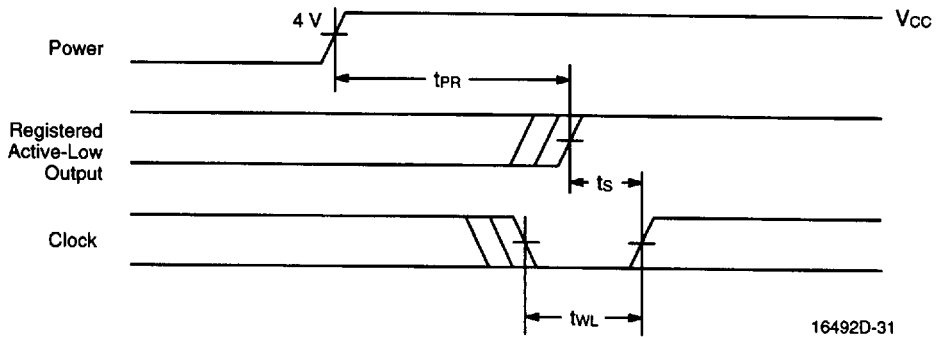 4 V
VCC
Power
tPR
Registered
Active-Low
Output
tS
Clock
tWL
16492D-31